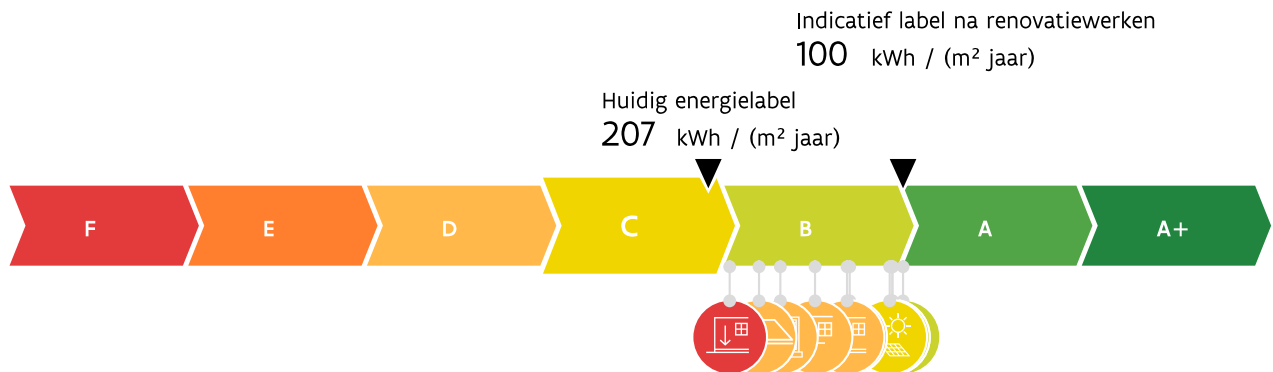 Indicatief label na renovatiewerken
100 kWh / (m² jaar)
Huidig energielabel
207 kWh / (m² jaar)
F E D C B A A+